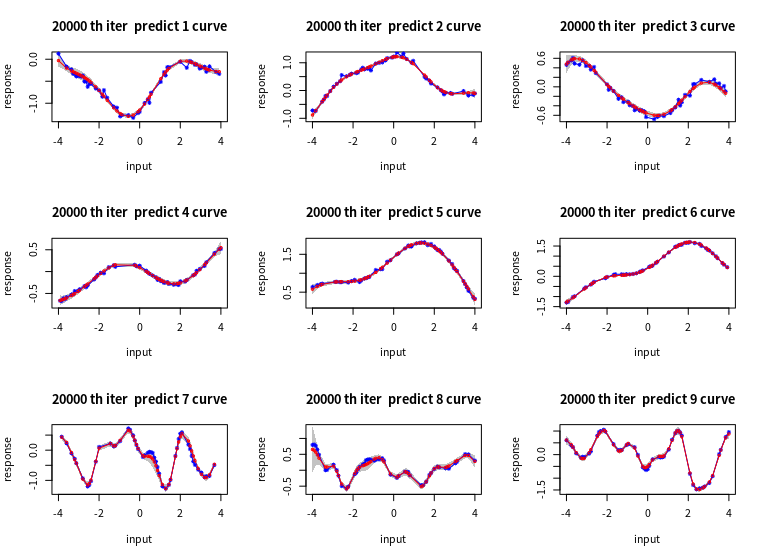 20000 th iter predict 1 curve
response
0.0
-1.0
-4 -2 0 2 4
input
20000 th iter predict 2 curve
response
1.0
0.0
-1.0
-4 -2 0 2 4
input
20000 th iter predict 3 curve
response
0.6
0.0
-0.6
-4 -2 0 2 4
input
20000 th iter predict 4 curve
response
0.5
-0.5
-4 -2 0 2 4
input
20000 th iter predict 5 curve
response
1.5
0.5
-4 -2 0 2 4
input
20000 th iter predict 6 curve
response
1.5
0.0
-1.5
-4 -2 0 2 4
input
20000 th iter predict 7 curve
response
0.0
-1.0
-4 -2 0 2 4
input
20000 th iter predict 8 curve
response
0.5
-0.5
-4 -2 0 2 4
input
20000 th iter predict 9 curve
response
0.0
-1.5
-4 -2 0 2 4
input